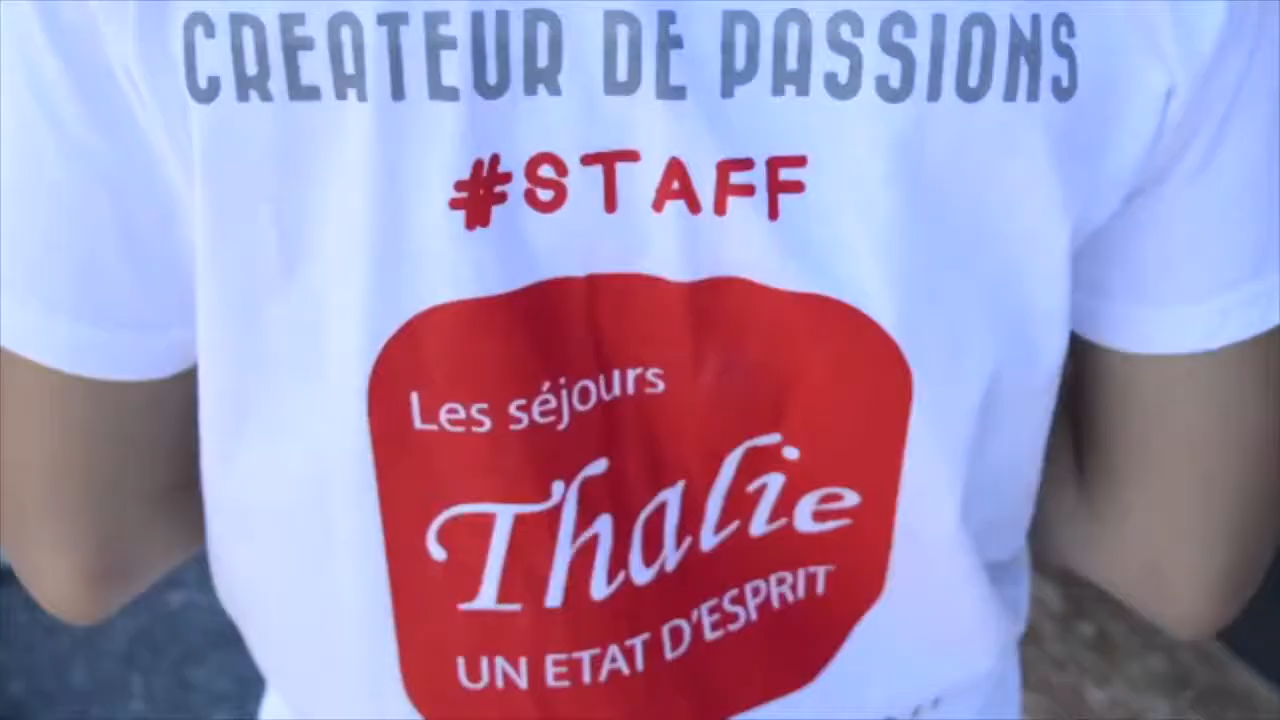 CREATEUR DE PASSIONS
#STAFF
Les séjours
Thalie
UN ETAT D'ESPRIT